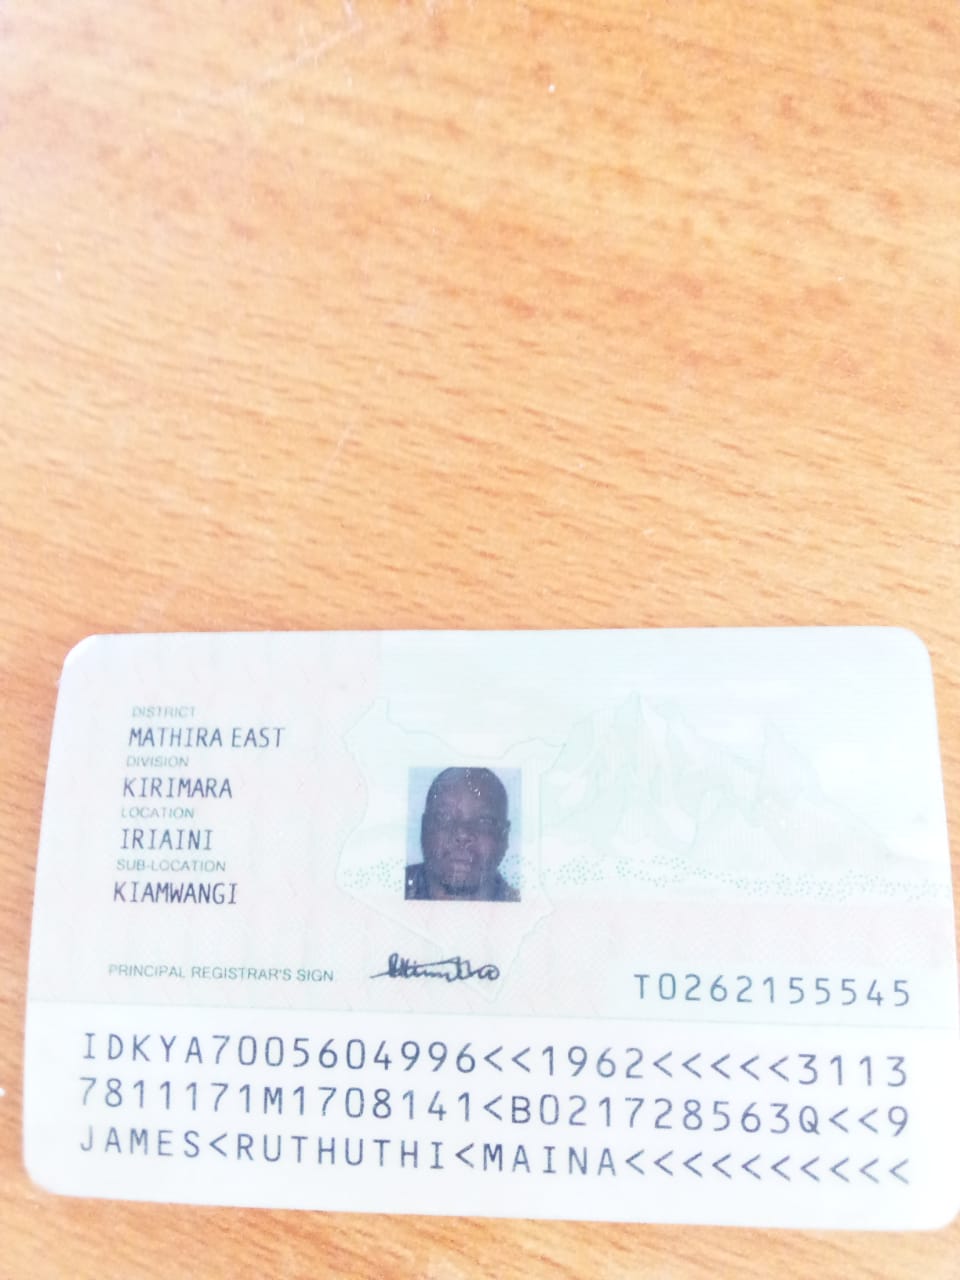 DISTRICT
MATHIRA EAST
DIVISION
KIRIMARA
LOCATION
IRIAINI
SUB-LOCATION
KIAMWANGI
PRINCIPAL REGISTRAR'S SIGN
T0262155545
IDKYA7005604996<<1962<<<<<3113
7811171M1708141<B021728563Q<<9
JAMES<RUTHUTHI<MAINA<<<<<<<<<<